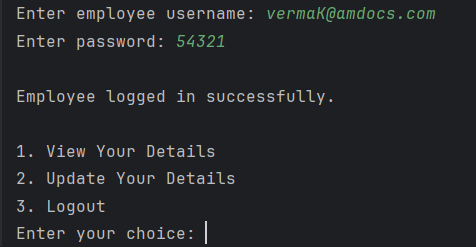 Enter employee username: vermaK@amdocs.com
Enter password: 54321
Employee logged in successfully.
1. View Your Details
2. Update Your Details
3. Logout
Enter your choice: